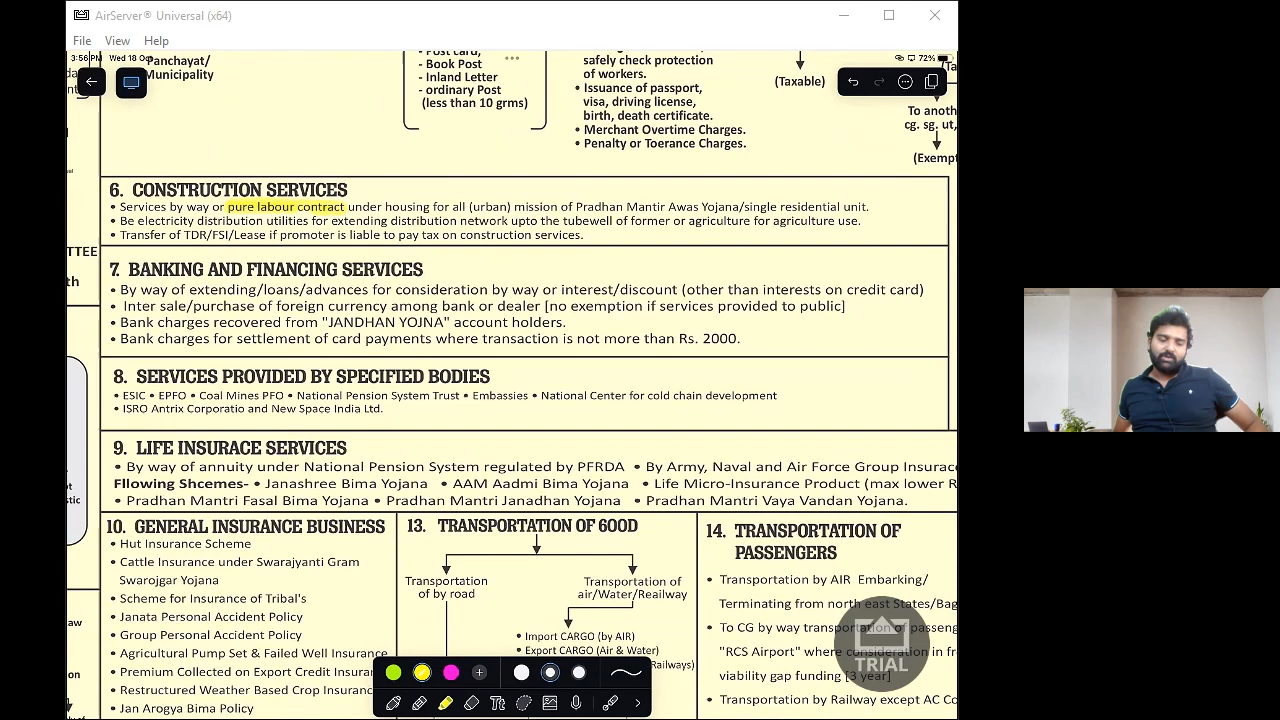 AirServer® Universal (x64)
File View Help
3:56 PM Wed 18 Oct
72%
Panchayat/
Municipality
- Post card,
- Book Post
- Inland Letter
- ordinary Post
(less than 10 grms)
safely check protection
of workers.
• Issuance of passport,
visa, driving license,
birth, death certificate.
• Merchant Overtime Charges.
• Penalty or Toerance Charges.
(Taxable)
To anoth
cg. sg. ut,
(Exempt
6. CONSTRUCTION SERVICES
• Services by way or pure labour contract under housing for all (urban) mission of Pradhan Mantir Awas Yojana/single residential unit.
• Be electricity distribution utilities for extending distribution network upto the tubewell of former or agriculture for agriculture use.
• Transfer of TDR/FSI/Lease if promoter is liable to pay tax on construction services.
TTEE
th
7. BANKING AND FINANCING SERVICES
• By way of extending/loans/advances for consideration by way or interest/discount (other than interests on credit card)
• Inter sale/purchase of foreign currency among bank or dealer [no exemption if services provided to public]
• Bank charges recovered from "JANDHAN YOJNA" account holders.
• Bank charges for settlement of card payments where transaction is not more than Rs. 2000.
8. SERVICES PROVIDED BY SPECIFIED BODIES
• ESIC • EPFO • Coal Mines PFO • National Pension System Trust • Embassies • National Center for cold chain development
• ISRO Antrix Corporatio and New Space India Ltd.
9. LIFE INSURACE SERVICES
• By way of annuity under National Pension System regulated by PFRDA • By Army, Naval and Air Force Group Insurace
Fllowing Shcemes- • Janashree Bima Yojana • AAM Aadmi Bima Yojana • Life Micro-Insurance Product (max lower R
• Pradhan Mantri Fasal Bima Yojana • Pradhan Mantri Janadhan Yojana • Pradhan Mantri Vaya Vandan Yojana.
10. GENERAL INSURANCE BUSINESS
• Hut Insurance Scheme
• Cattle Insurance under Swarajyanti Gram
Swarojgar Yojana
• Scheme for Insurance of Tribal's
• Janata Personal Accident Policy
• Group Personal Accident Policy
• Agricultural Pump Set & Failed Well Insurance
• Premium Collected on Export Credit Insuran
• Restructured Weather Based Crop Insuranc
• Jan Arogya Bima Policy
13. TRANSPORTATION OF 6OOD
Transportation
of by road
Transportation of
air/Water/Reailway
• Import CARGO (by AIR)
• Export CARGO (Air & Water)
Railways)
14. TRANSPORTATION OF
PASSENGERS
• Transportation by AIR Embarking/
Terminating from north east States/Bag
• To CG by way transportation of passeng
"RCS Airport" where consideration in fr
viability gap funding [3 year]
• Transportation by Railway except AC Co
TRIAL
aw
on
Tt